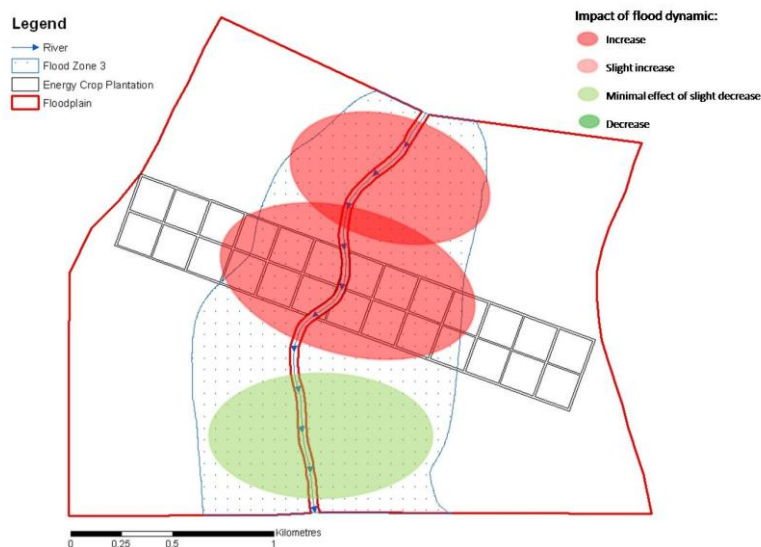 Legend
River
Flood Zone 3
Energy Crop Plantation
Floodplain
Impact of flood dynamic:
Increase
Slight increase
Minimal effect of slight decrease
Decrease
Kilometres
0 0.25 0.5 1